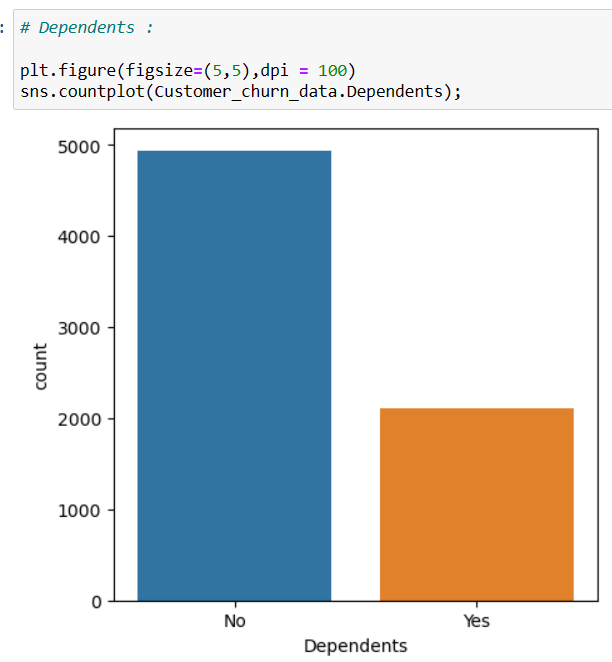 : # Dependents :
plt.figure(figsize=(5,5),dpi = 100)
sns.countplot(Customer_churn_data.Dependents);
5000
4000
3000
2000
1000
0
count
No Yes
Dependents